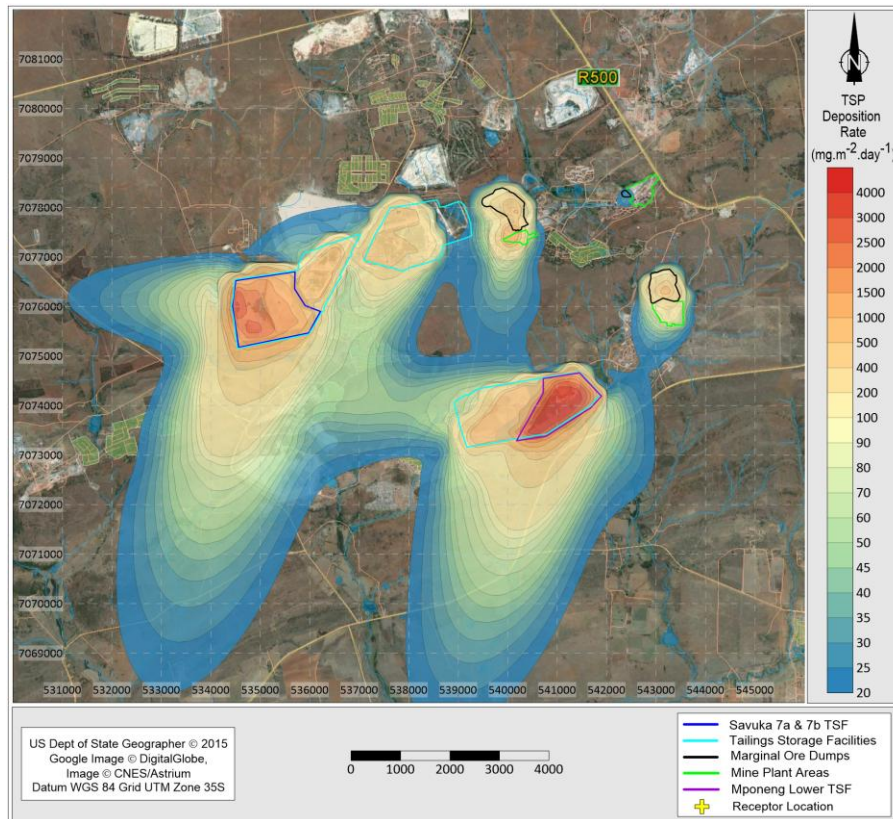 7081000
7080000
7079000
7078000
7077000
7076000
7075000
7074000
7073000
7072000
7071000
7070000
7069000
531000 532000 533000 534000 535000 536000 537000 538000 539000 540000 541000 542000 543000 544000 545000
R500
N
TSP
Deposition
Rate
(mg.m⁻².day⁻¹)
4000
3000
2500
2000
1500
1000
500
400
200
100
90
80
70
60
50
45
40
35
30
25
20
US Dept of State Geographer © 2015
Google Image © DigitalGlobe,
Image © CNES/Astrium
Datum WGS 84 Grid UTM Zone 35S
0 1000 2000 3000 4000
Savuka 7a & 7b TSF
Tailings Storage Facilities
Marginal Ore Dumps
Mine Plant Areas
Mponeng Lower TSF
Receptor Location